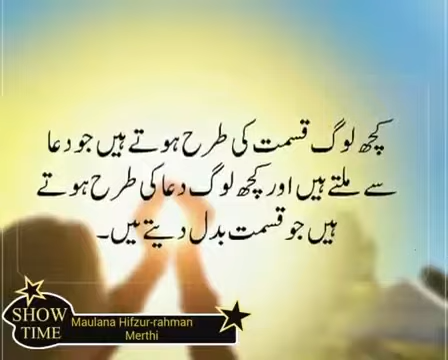 کچھ لوگ قسمت کی طرح ہوتے ہیں جو دعا
سے ملتے ہیں اور کچھ لوگ دعا کی طرح ہوتے
ہیں جو قسمت بدل دیتے میں۔
SHOW
TIME
Maulana Hifzur-rahman
Merthi